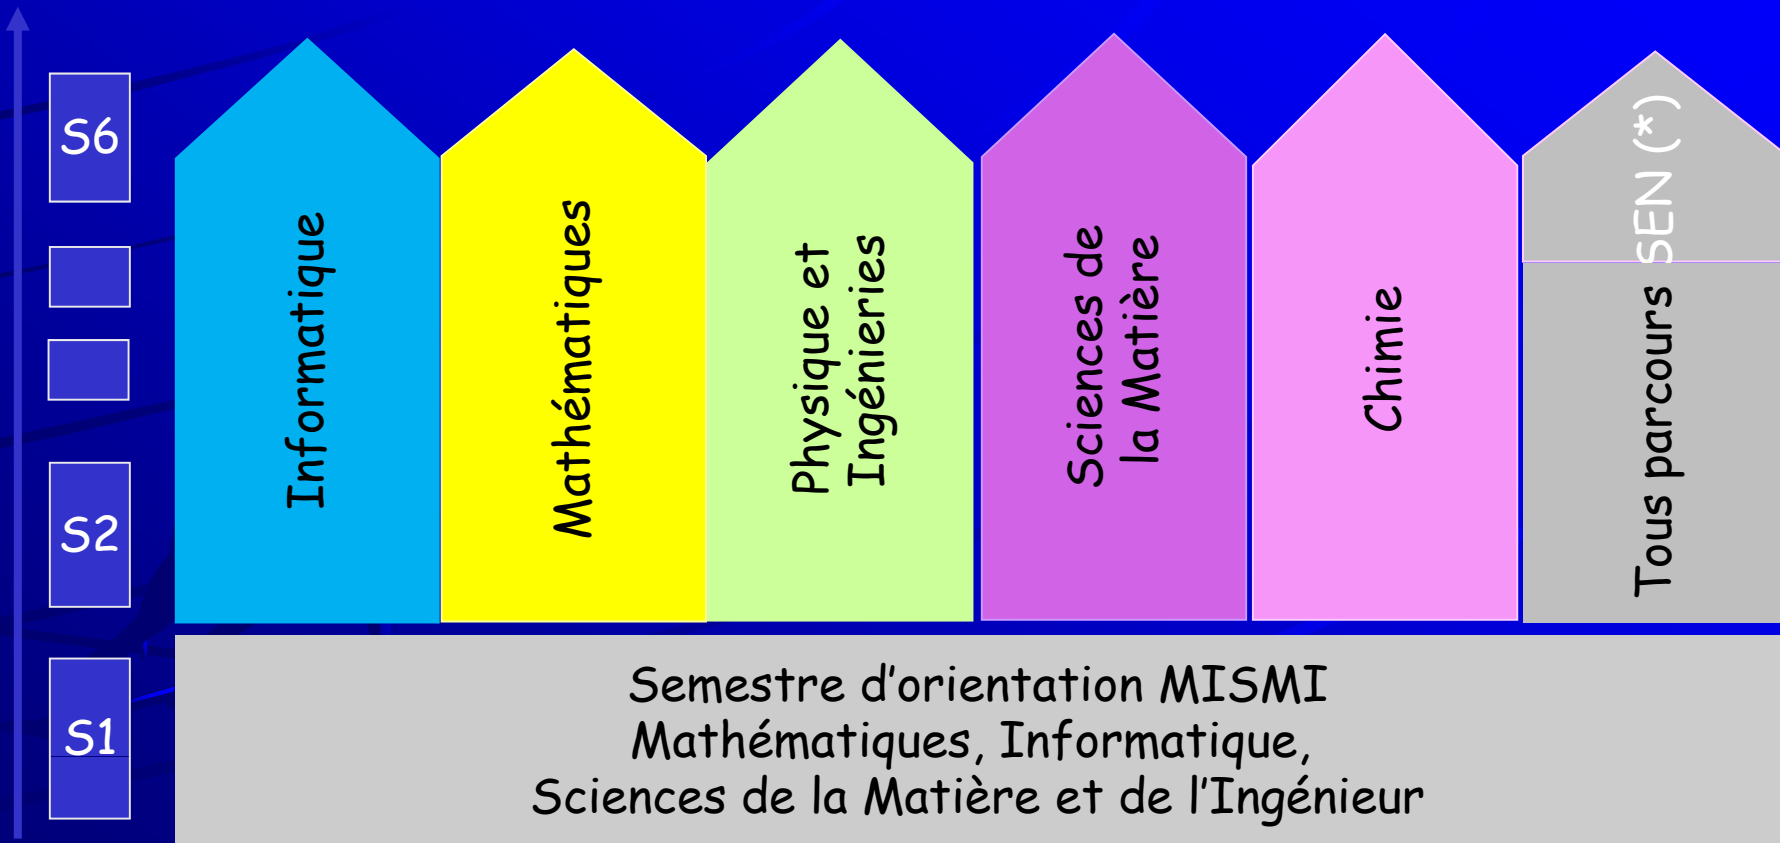 S6
S2
S1
Informatique
Mathématiques
Physique et
Ingénieries
Sciences de
la Matière
Chimie
Tous parcours SEN (*)
Semestre d’orientation MISMI
Mathématiques, Informatique,
Sciences de la Matière et de l’Ingénieur